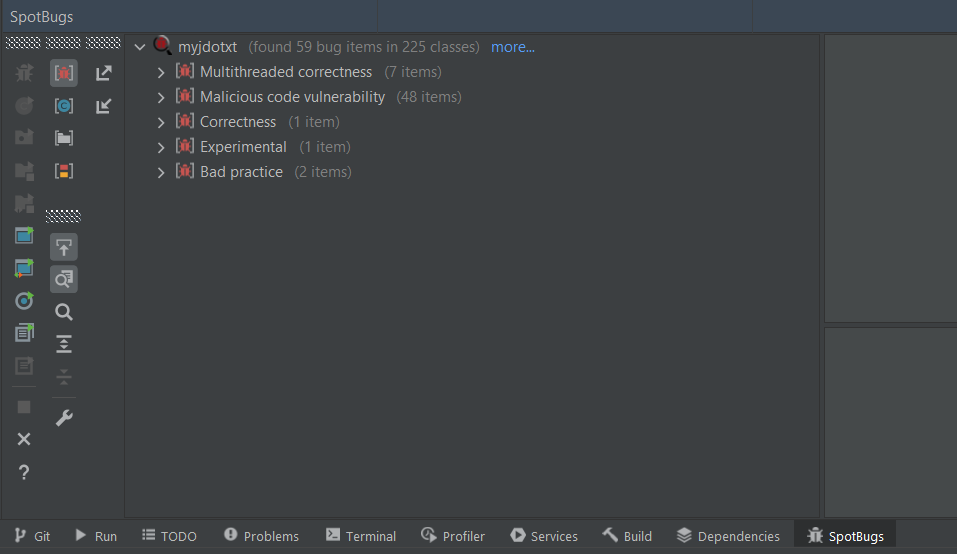 SpotBugs
myjdotxt (found 59 bug items in 225 classes) more...
Multithreaded correctness (7 items)
Malicious code vulnerability (48 items)
Correctness (1 item)
Experimental (1 item)
Bad practice (2 items)
Git Run TODO Problems Terminal Profiler Services Build Dependencies SpotBugs